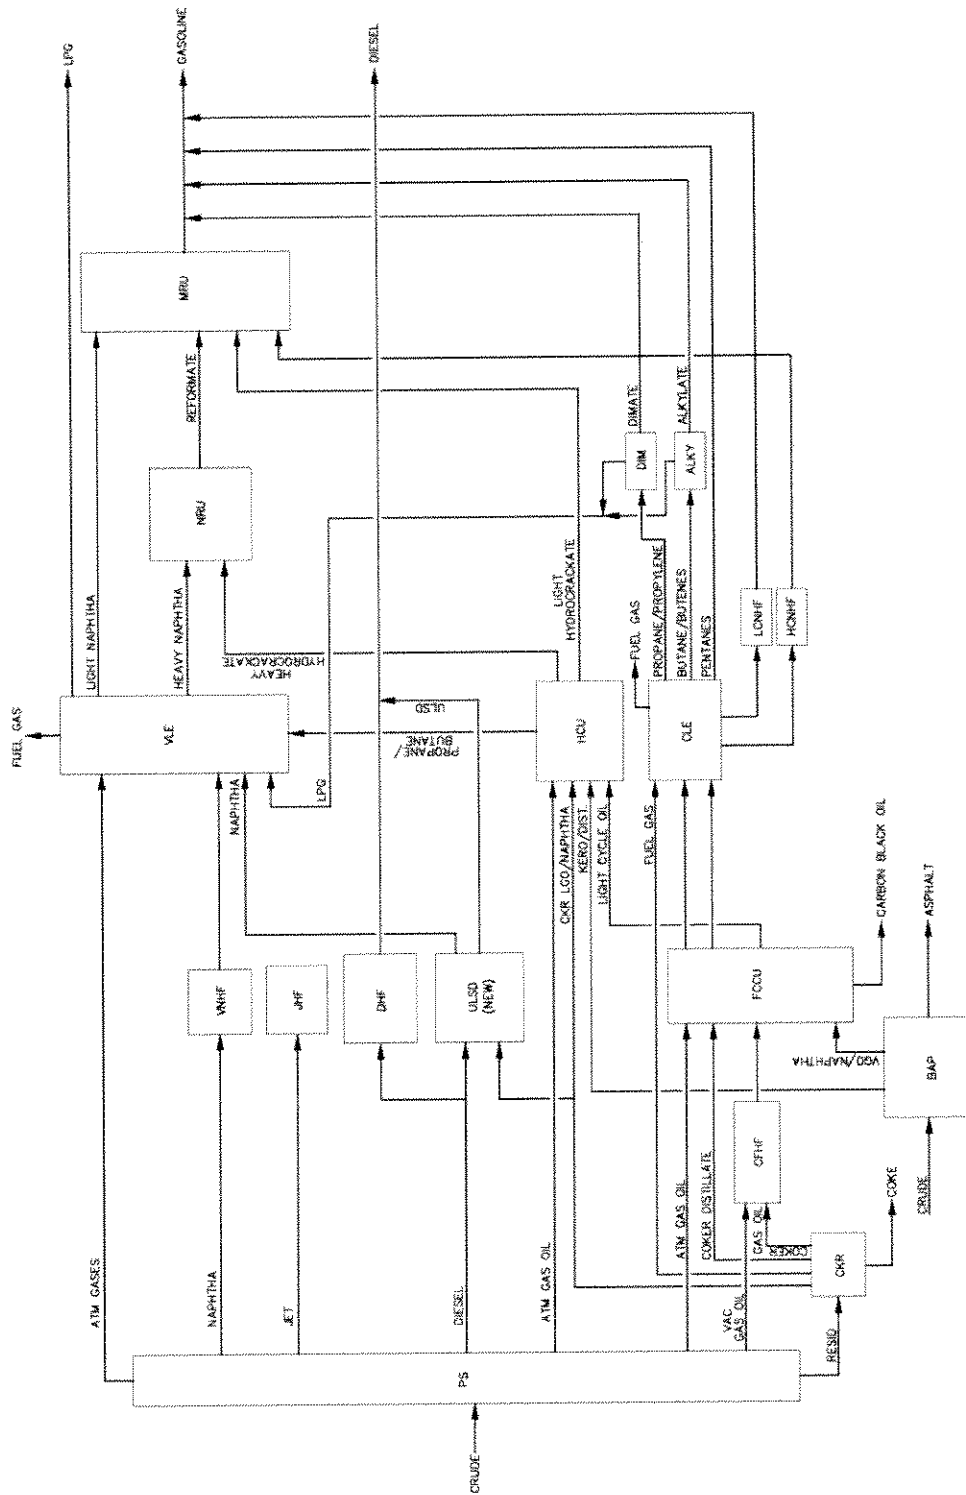 CRUDE
PS
ATM GASES
NAPHTHA
JET
DIESEL
ATM GAS OIL
ATM GAS OIL
COKER DISTILLATE
VAC
GAS OIL
COKER
GAS OIL
RESID
CKR
COKE
CFHF
CRUDE
BAP
ASPHALT
VGO/NAPHTHA
FCCU
CARBON BLACK OIL
VNHF
JHF
DHF
ULSD
(NEW)
NAPHTHA
LPG
CKR LGO/NAPHTHA
KERO/DIST.
LIGHT CYCLE OIL
FUEL GAS
FUEL GAS
VLE
PROPANE/
BUTANE
ULSD
HCU
CLE
FUEL GAS
LIGHT NAPHTHA
HEAVY NAPHTHA
HEAVY
HYDROCRACKATE
LIGHT
HYDROCRACKATE
PROPANE/PROPYLENE
BUTANE/BUTENES
PENTANES
LCNHF
HCNHF
NRU
REFORMATE
DIM
DIMATE
ALKY
ALKYLATE
MRU
LPG
GASOLINE
DIESEL